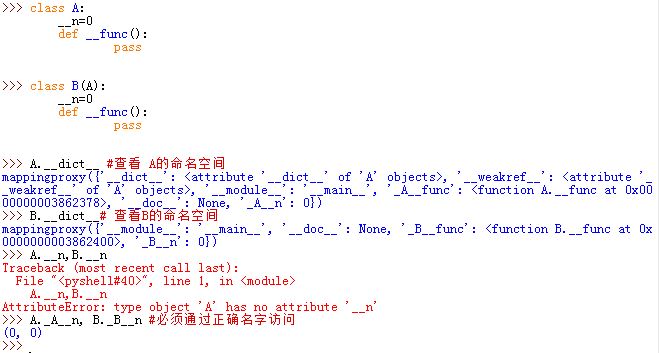 >>> class A:
        __n=0
        def __func():
                pass
>>> class B(A):
        __n=0
        def __func():
                pass
>>> A.__dict__ #查看 A的命名空间
mappingproxy({'__dict__': <attribute '__dict__' of 'A' objects>, '__weakref__': <attribute '_
_weakref__' of 'A' objects>, '__module__': '__main__', '_A__func': <function A.__func at 0x00
00000003862378>, '__doc__': None, '_A__n': 0})
>>> B.__dict__# 查看B的命名空间
mappingproxy({'__module__': '__main__', '__doc__': None, '_B__func': <function B.__func at 0x
0000000003862400>, '_B__n': 0})
>>> A.__n,B.__n
Traceback (most recent call last):
  File "<pyshell#40>", line 1, in <module>
    A.__n,B.__n
AttributeError: type object 'A' has no attribute '__n'
>>> A._A__n, B._B__n #必须通过正确名字访问
(0, 0)
>>>